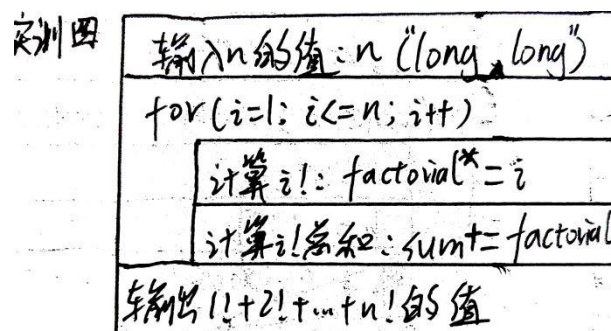 实训图
输入n的值:n ("long long")
for(i=1; i<=n; i++)
计算i!: factorial*=i
计算i!总和:sum+=factorial
输出1!+2!+...+n!的值